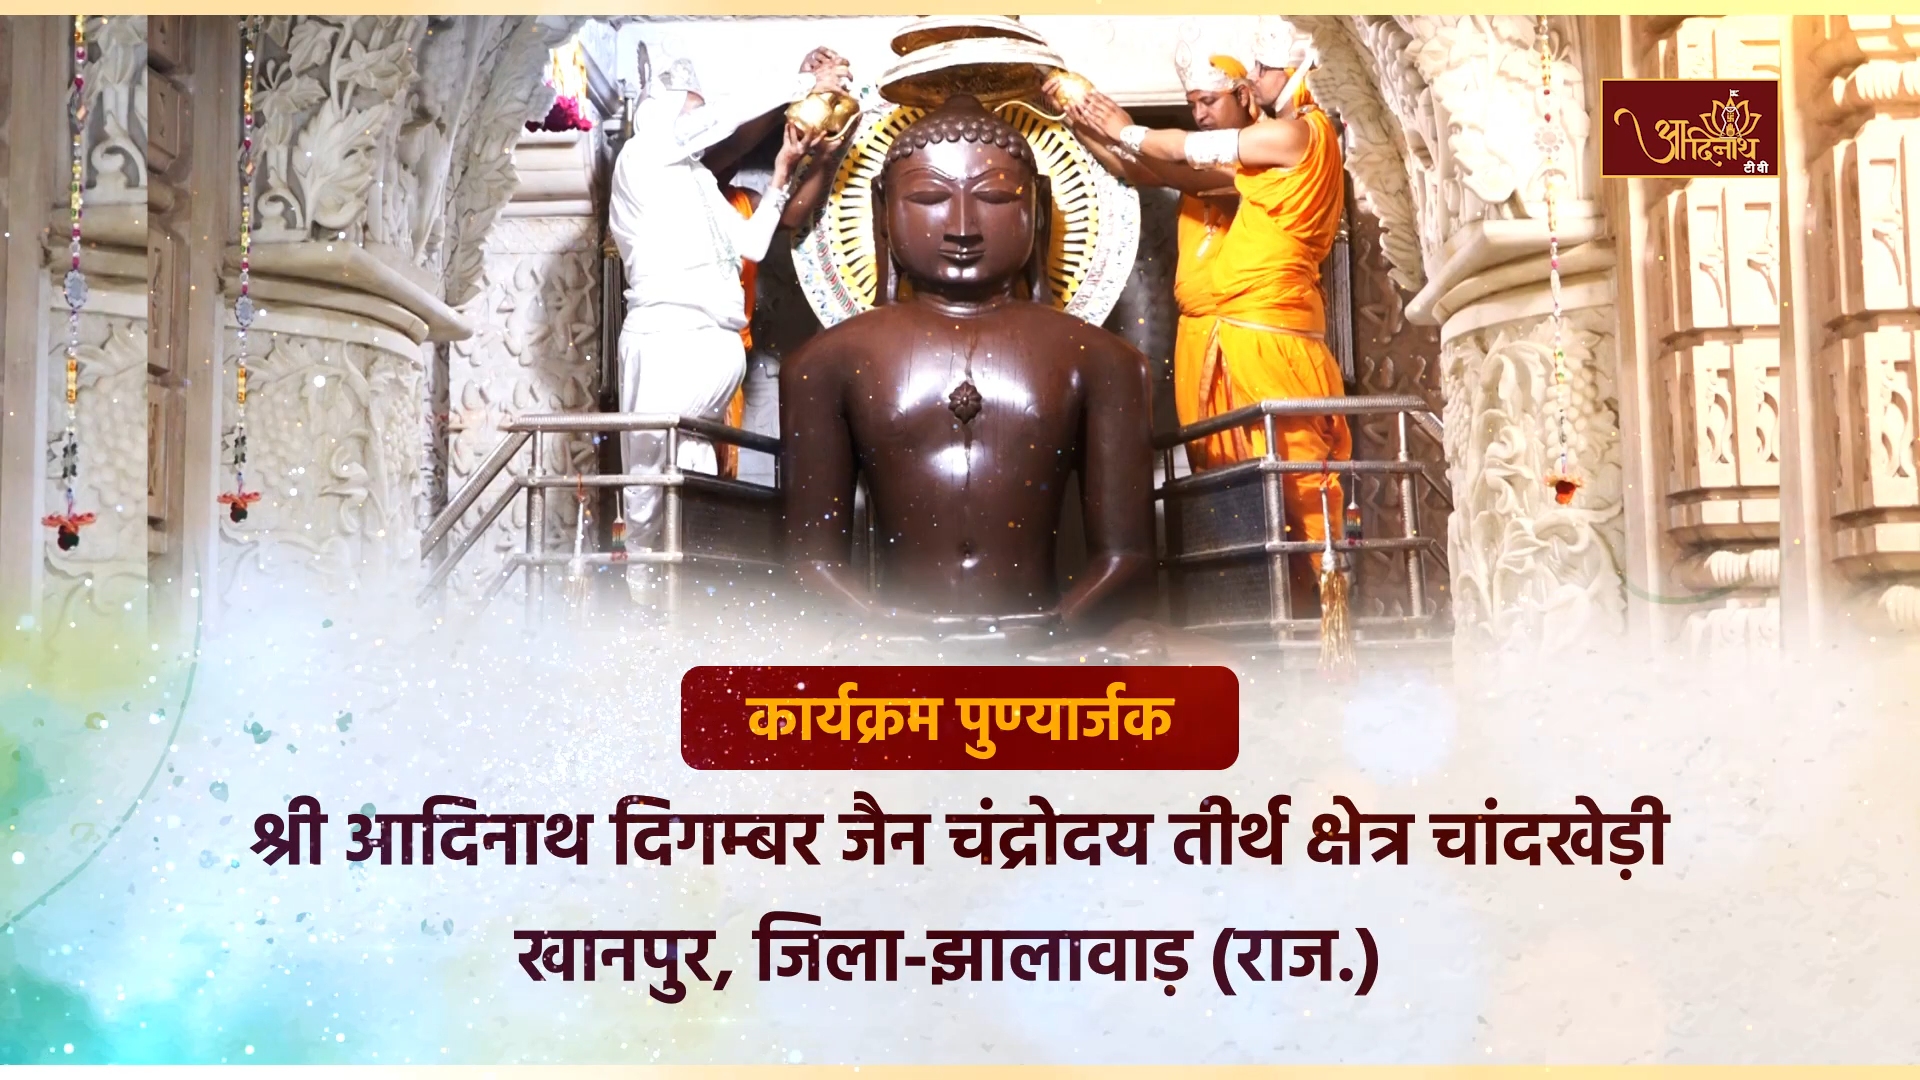 आदिनाथ
टीवी
कार्यक्रम पुण्यार्जक
श्री आदिनाथ दिगम्बर जैन चंद्रोदय तीर्थ क्षेत्र चांदखेड़ी
खानपुर, जिला-झालावाड़ (राज.)